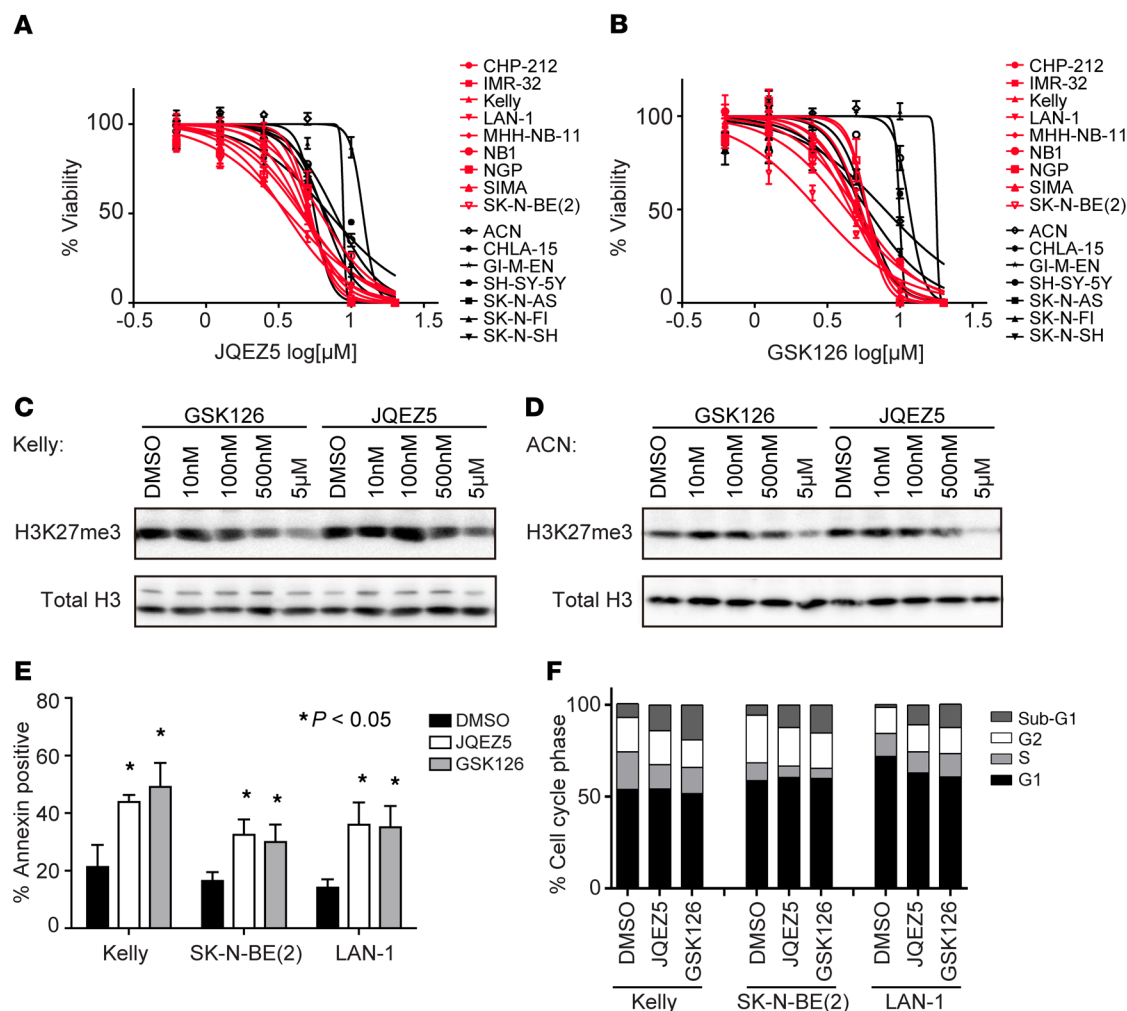 A
% Viability
100
50
0
-0.5
0
0.5
1
1.5
JQEZ5 log[µM]
CHP-212
IMR-32
Kelly
LAN-1
MHH-NB-11
NB1
NGP
SIMA
SK-N-BE(2)
ACN
CHLA-15
GI-M-EN
SH-SY-5Y
SK-N-AS
SK-N-FI
SK-N-SH
B
% Viability
100
50
0
-0.5
0
0.5
1
1.5
GSK126 log[µM]
CHP-212
IMR-32
Kelly
LAN-1
MHH-NB-11
NB1
NGP
SIMA
SK-N-BE(2)
ACN
CHLA-15
GI-M-EN
SH-SY-5Y
SK-N-AS
SK-N-FI
SK-N-SH
C
GSK126
JQEZ5
Kelly:
DMSO
10nM
100nM
500nM
5µM
DMSO
10nM
100nM
500nM
5µM
H3K27me3
Total H3
D
GSK126
JQEZ5
ACN:
DMSO
10nM
100nM
500nM
5µM
DMSO
10nM
100nM
500nM
5µM
H3K27me3
Total H3
E
% Annexin positive
80
60
40
20
0
* P < 0.05
* * * * * *
DMSO
JQEZ5
GSK126
Kelly
SK-N-BE(2)
LAN-1
F
% Cell cycle phase
100
50
0
Sub-G1
G2
S
G1
DMSO
JQEZ5
GSK126
DMSO
JQEZ5
GSK126
DMSO
JQEZ5
GSK126
Kelly
SK-N-BE(2)
LAN-1